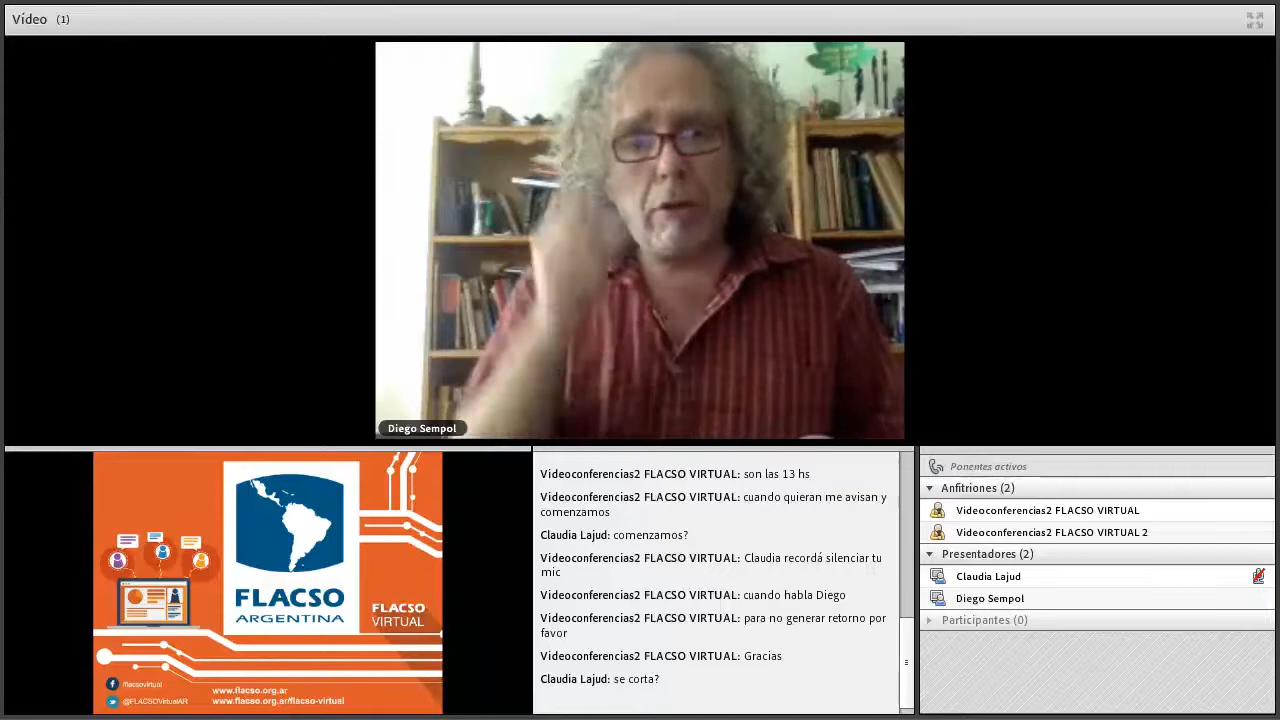 Vídeo (1)
Diego Sempol
FLACSO
ARGENTINA
FLACSO
VIRTUAL
/flacsovirtual
@FLACSOVirtualAR
www.flacso.org.ar
www.flacso.org.ar/flacso-virtual
Videoconferencias2 FLACSO VIRTUAL: son las 13 hs
Videoconferencias2 FLACSO VIRTUAL: cuando quieran me avisan y
comenzamos
Claudia Lajud: comenzamos?
Videoconferencias2 FLACSO VIRTUAL: Claudia recordá silenciar tu
mic
Videoconferencias2 FLACSO VIRTUAL: cuando habla Diego
Videoconferencias2 FLACSO VIRTUAL: para no generar retorno por
favor
Videoconferencias2 FLACSO VIRTUAL: Gracias
Claudia Lajud: se corta?
Ponentes activos
Anfitriones (2)
Videoconferencias2 FLACSO VIRTUAL
Videoconferencias2 FLACSO VIRTUAL 2
Presentadores (2)
Claudia Lajud
Diego Sempol
Participantes (0)